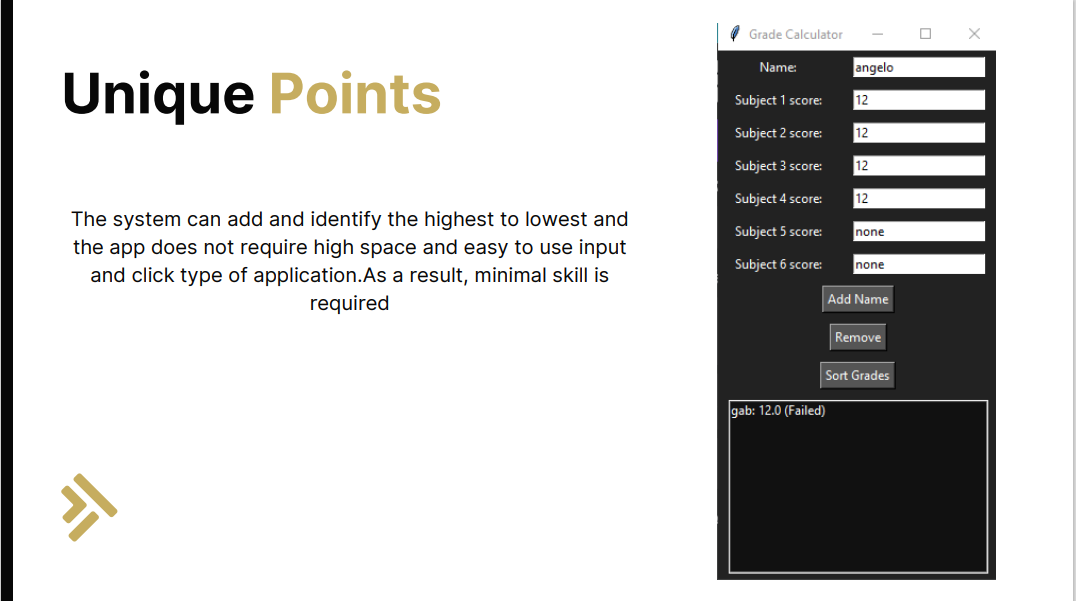 Unique Points
The system can add and identify the highest to lowest and
the app does not require high space and easy to use input
and click type of application.As a result, minimal skill is
required
Grade Calculator
Name: angelo
Subject 1 score: 12
Subject 2 score: 12
Subject 3 score: 12
Subject 4 score: 12
Subject 5 score: none
Subject 6 score: none
Add Name
Remove
Sort Grades
gab: 12.0 (Failed)